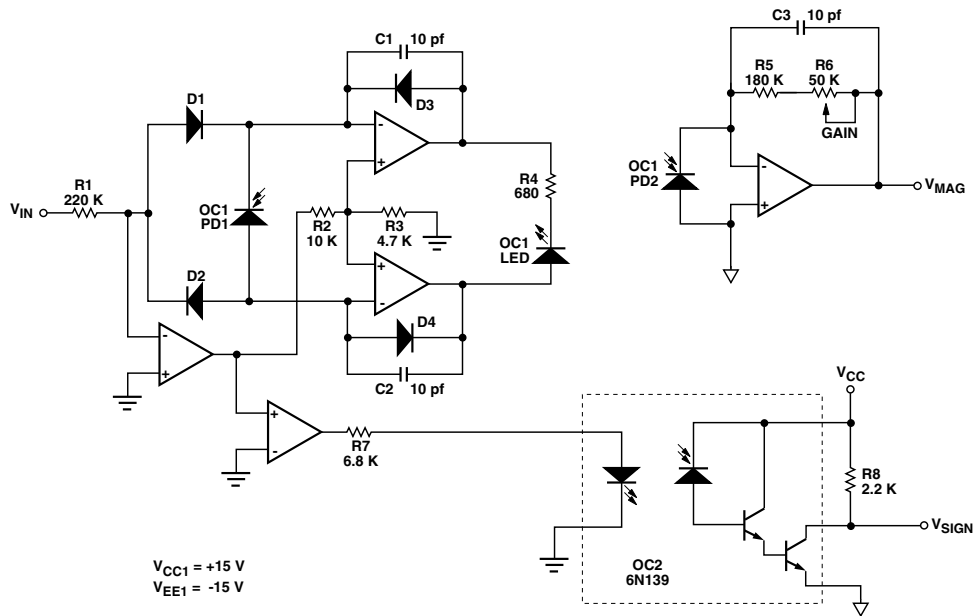 C1 10 pf
D3
D1
R1
220 K
V_IN
OC1
PD1
D2
R2
10 K
R3
4.7 K
R4
680
OC1
LED
D4
C2 10 pf
-
+
+
-
-
+
+
-
R7
6.8 K
V_CC1 = +15 V
V_EE1 = -15 V
C3 10 pf
R5
180 K
R6
50 K
GAIN
OC1
PD2
-
+
V_MAG
V_CC
R8
2.2 K
V_SIGN
OC2
6N139